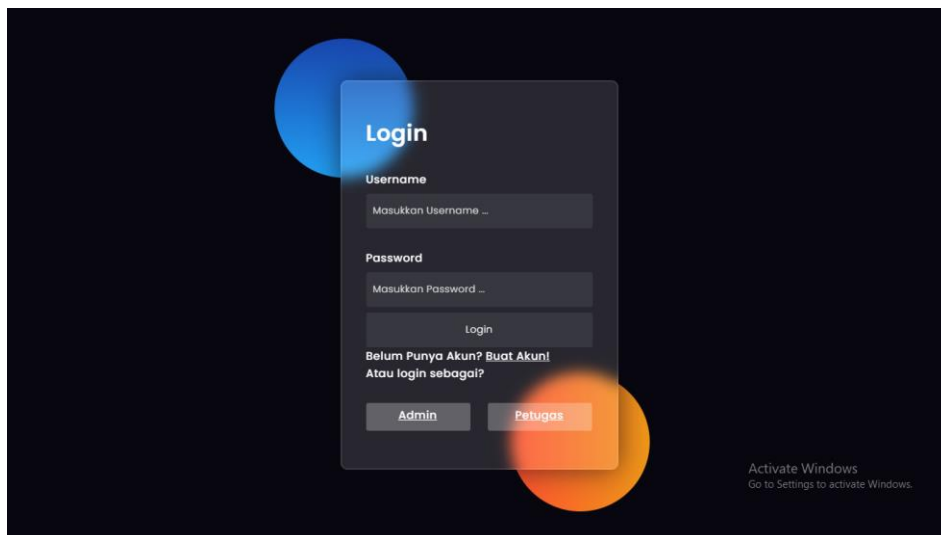 Login
Username
Masukkan Username ...
Password
Masukkan Password ...
Login
Belum Punya Akun? Buat Akun!
Atau login sebagai?
Admin Petugas
Activate Windows
Go to Settings to activate Windows.